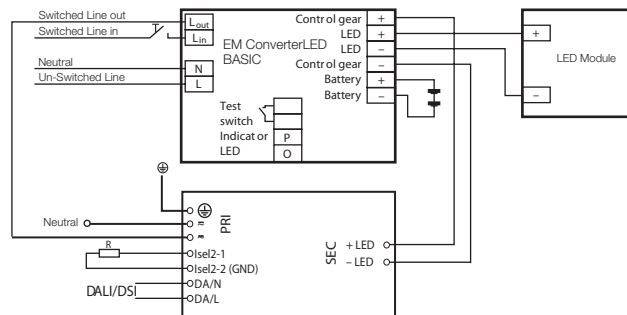 Switched Line out
Switched Line in
Neutral
Un-Switched Line
Lout
Lin
N
L
EM ConverterLED
BASIC
Test
switch
Indicator
LED
P
O
Control gear +
LED +
LED −
Control gear −
Battery +
Battery −
+
LED Module
−
Neutral
R
DALI/DSI
PRI
Isel2-1
Isel2-2 (GND)
DA/N
DA/L
SEC
+ LED
− LED